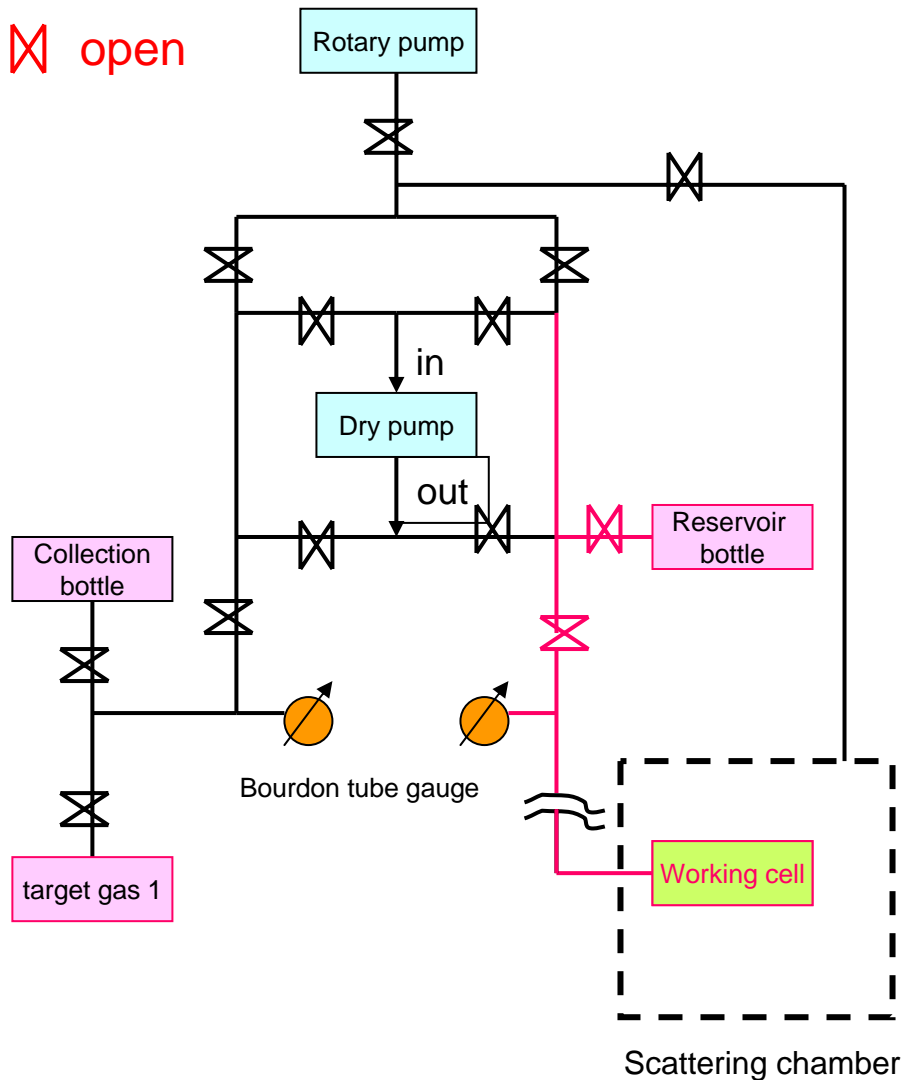 open
Rotary pump
in
Dry pump
out
Reservoir
bottle
Collection
bottle
Bourdon tube gauge
target gas 1
Working cell
Scattering chamber